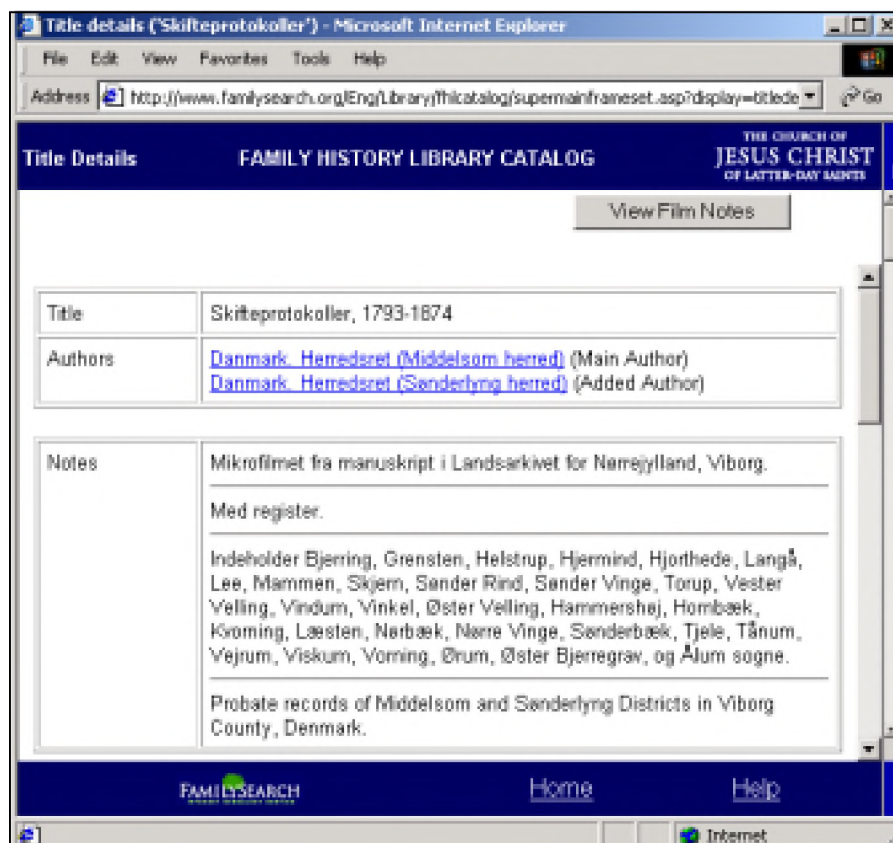 Title details ('Skifteprotokoller') - Microsoft Internet Explorer
File Edit View Favorites Tools Help
Address http://www.familysearch.org/Eng/Library/fhlcatalog/supermainframeset.asp?display=titlede Go
Title Details FAMILY HISTORY LIBRARY CATALOG
THE CHURCH OF
JESUS CHRIST
OF LATTER-DAY SAINTS
View Film Notes
Title Skifteprotokoller, 1793-1874
Authors Danmark. Herredsret (Middelsom herred) (Main Author)
Danmark. Herredsret (Sønderlyng herred) (Added Author)
Notes Mikrofilmet fra manuskript i Landsarkivet for Nørrejylland, Viborg.
Med register.
Indeholder Bjerring, Grensten, Helstrup, Hjermind, Hjorthede, Langå,
Lee, Mammen, Skjern, Sønder Rind, Sønder Vinge, Torup, Vester
Velling, Vindum, Vinkel, Øster Velling, Hammershøj, Hornbæk,
Kvorning, Læsten, Nørbæk, Nørre Vinge, Sønderbæk, Tjele, Tånum,
Vejrum, Viskum, Vorning, Ørum, Øster Bjerregrav, og Ålum sogne.
Probate records of Middelsom and Sønderlyng Districts in Viborg
County, Denmark.
FAMILYSEARCH Home Help
Internet